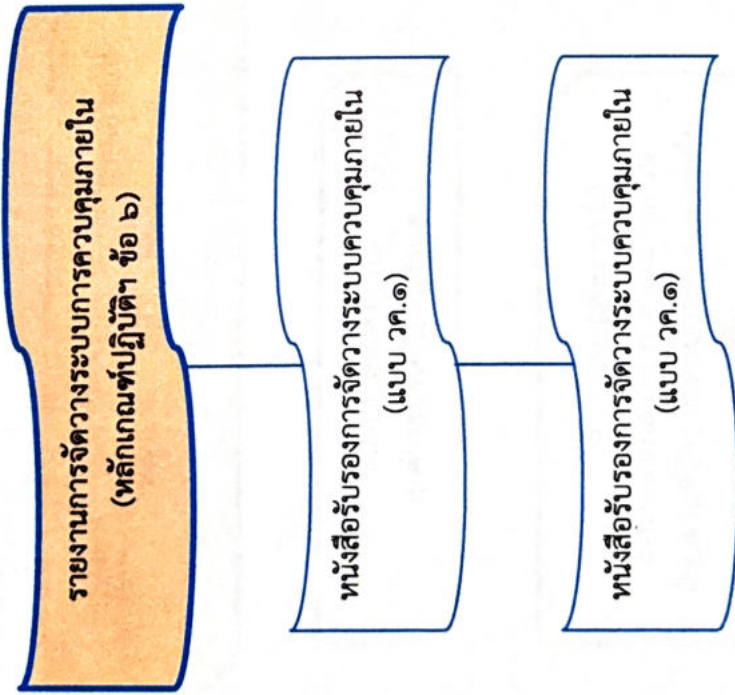 รายงานการจัดวางระบบการควบคุมภายใน
(หลักเกณฑ์ปฏิบัติฯ ข้อ ๖)
หนังสือรับรองการจัดวางระบบควบคุมภายใน
(แบบ วค.๑)
หนังสือรับรองการจัดวางระบบควบคุมภายใน
(แบบ วค.๑)